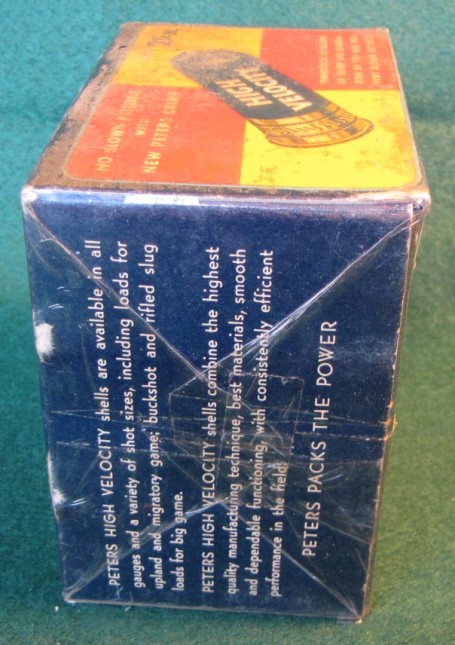 HIGH
VELOCITY
NO BLOWN PATTERNS
WITH
NEW PETERS CRIMP
PETERS HIGH VELOCITY shells are available in all
gauges and a variety of shot sizes, including loads for
upland and migratory game; buckshot and rifled slug
loads for big game.
PETERS HIGH VELOCITY shells combine the highest
quality manufacturing technique, best materials, smooth
and dependable functioning, with consistently efficient
performance in the field.
PETERS PACKS THE POWER